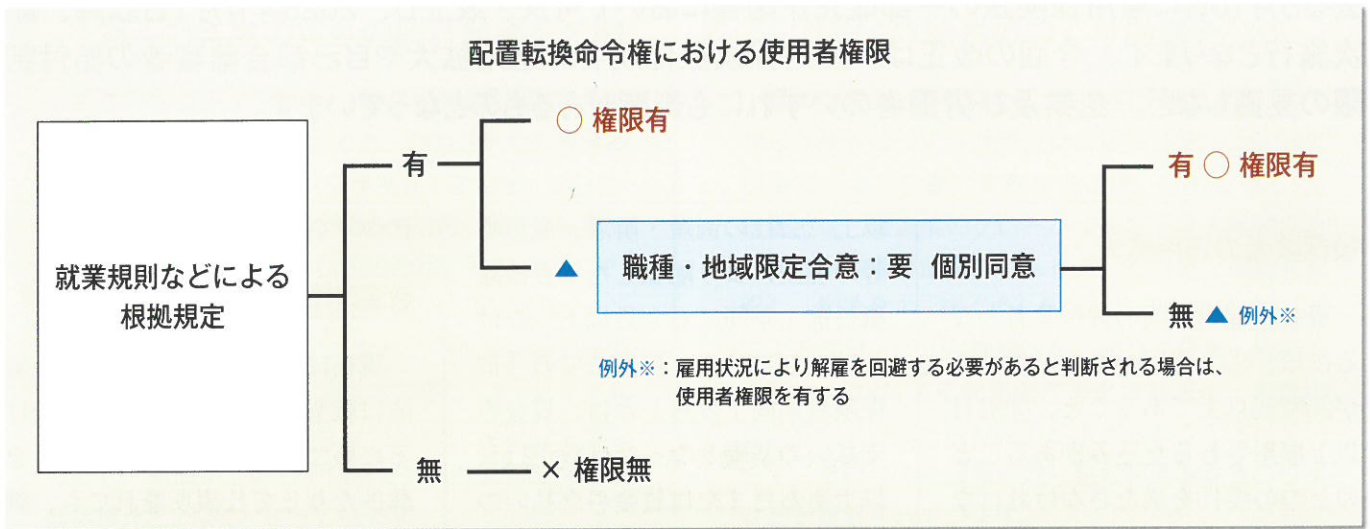 配置転換命令権における使用者権限
就業規則などによる
根拠規定
有
○ 権限有
▲
職種・地域限定合意:要 個別同意
有 ○ 権限有
無 ▲ 例外※
例外※:雇用状況により解雇を回避する必要があると判断される場合は、
使用者権限を有する
無
× 権限無